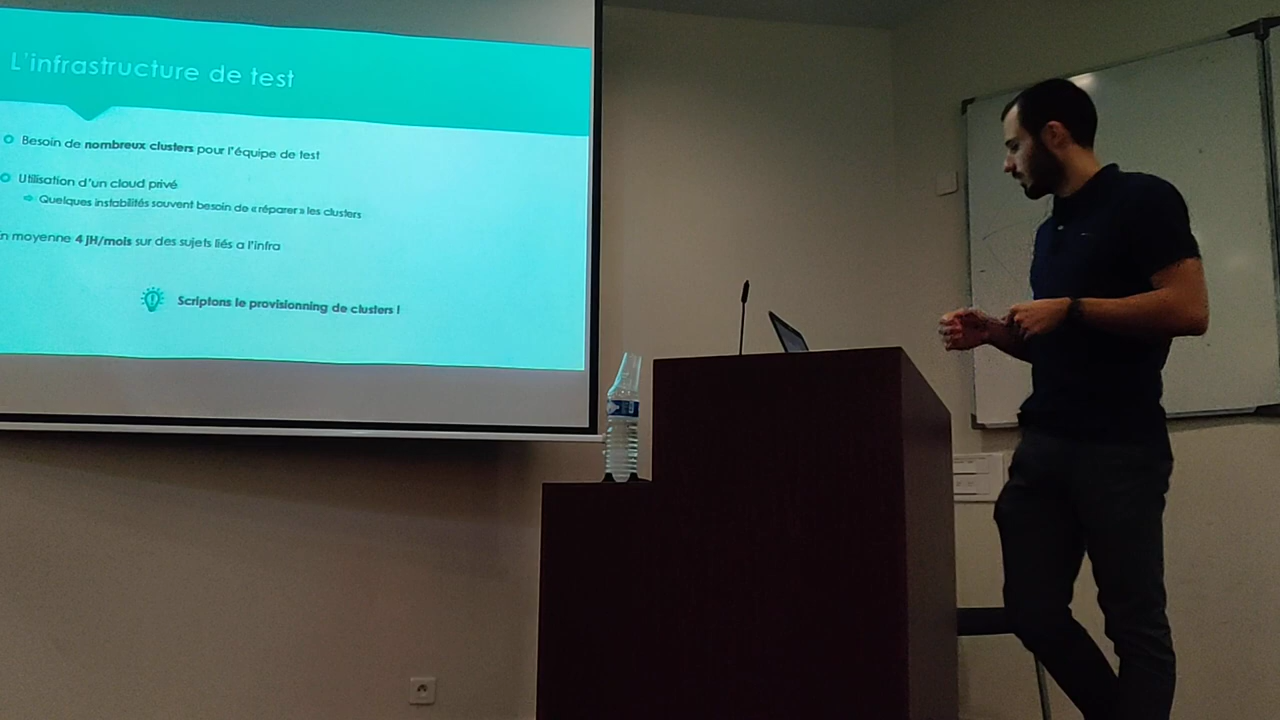 L'infrastructure de test
Besoin de nombreux clusters pour l'équipe de test
Utilisation d'un cloud privé
Quelques instabilités souvent besoin de « réparer » les clusters
En moyenne 4 JH/mois sur des sujets liés a l'infra
Scriptons le provisionning de clusters !